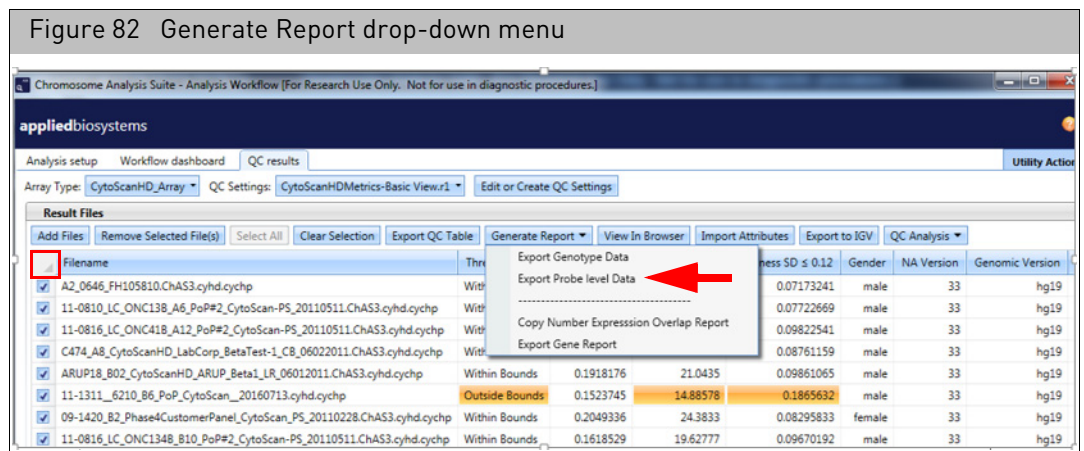 Figure 82 Generate Report drop-down menu
Chromosome Analysis Suite - Analysis Workflow [For Research Use Only. Not for use in diagnostic procedures.]
appliedbiosystems
Analysis setup Workflow dashboard QC results
Utility Action
Array Type: CytoScanHD_Array QC Settings: CytoScanHDMetrics-Basic View.r1 Edit or Create QC Settings
Result Files
Add Files Remove Selected File(s) Select All Clear Selection Export QC Table Generate Report View In Browser Import Attributes Export to IGV QC Analysis
Filename Thre ness SD ≤ 0.12 Gender NA Version Genomic Version
Export Genotype Data
Export Probe level Data
--------------------------------------
Copy Number Expresssion Overlap Report
Export Gene Report
A2_0646_FH105810.ChAS3.cyhd.cychp With 0.07173241 male 33 hg19
11-0810_LC_ONC13B_A6_PoP#2_CytoScan-PS_20110511.ChAS3.cyhd.cychp With 0.07722669 male 33 hg19
11-0816_LC_ONC41B_A12_PoP#2_CytoScan-PS_20110511.ChAS3.cyhd.cychp With 0.09822541 male 33 hg19
C474_A8_CytoScanHD_LabCorp_BetaTest-1_CB_06022011.ChAS3.cyhd.cychp With 0.08761159 male 33 hg19
ARUP18_B02_CytoScanHD_ARUP_Beta1_LR_06012011.ChAS3.cyhd.cychp Within Bounds 0.1918176 21.0435 0.09861065 male 33 hg19
11-1311__6210_B6_PoP_CytoScan__20160713.cyhd.cychp Outside Bounds 0.1523745 14.88578 0.1865632 male 33 hg19
09-1420_B2_Phase4CustomerPanel_CytoScan_PS_20110228.ChAS3.cyhd.cychp Within Bounds 0.2049336 24.3833 0.08295833 female 33 hg19
11-0816_LC_ONC134B_B10_PoP#2_CytoScan-PS_20110511.ChAS3.cyhd.cychp Within Bounds 0.1618529 19.62777 0.09670192 male 33 hg19